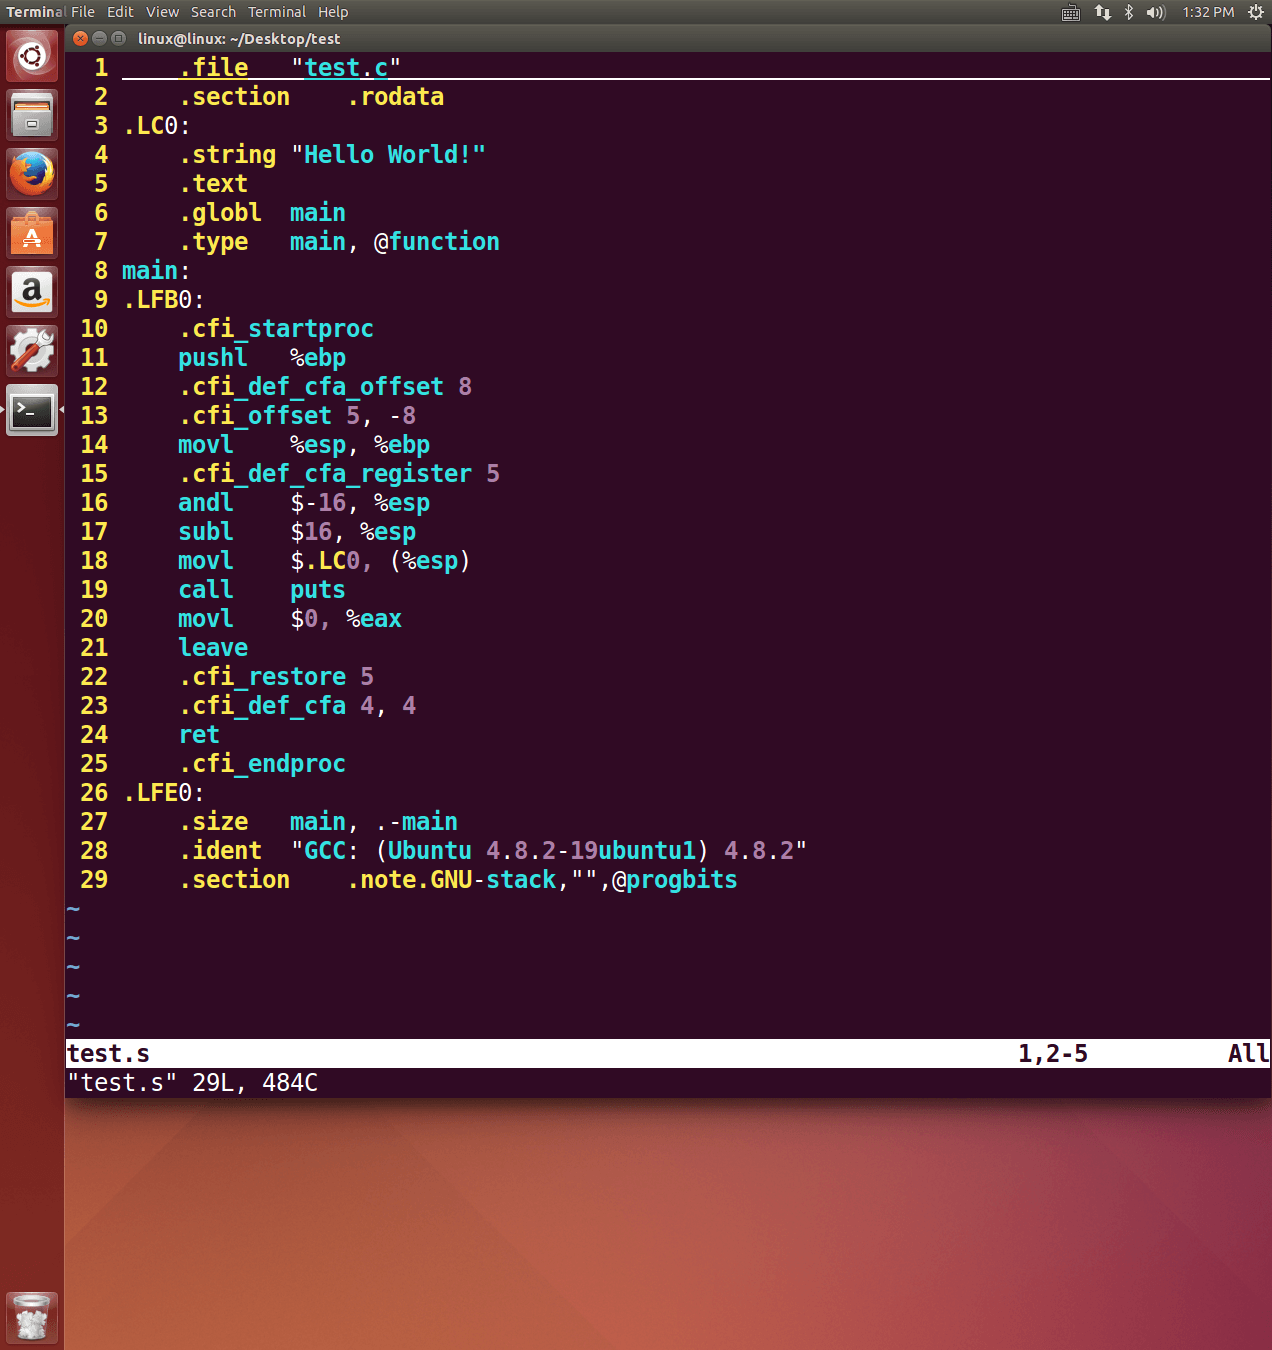 Terminal File Edit View Search Terminal Help 1:32 PM
linux@linux: ~/Desktop/test
1 .file "test.c"
2 .section .rodata
3 .LC0:
4 .string "Hello World!"
5 .text
6 .globl main
7 .type main, @function
8 main:
9 .LFB0:
10 .cfi_startproc
11 pushl %ebp
12 .cfi_def_cfa_offset 8
13 .cfi_offset 5, -8
14 movl %esp, %ebp
15 .cfi_def_cfa_register 5
16 andl $-16, %esp
17 subl $16, %esp
18 movl $.LC0, (%esp)
19 call puts
20 movl $0, %eax
21 leave
22 .cfi_restore 5
23 .cfi_def_cfa 4, 4
24 ret
25 .cfi_endproc
26 .LFE0:
27 .size main, .-main
28 .ident "GCC: (Ubuntu 4.8.2-19ubuntu1) 4.8.2"
29 .section .note.GNU-stack,"",@progbits
~
~
~
~
~
test.s 1,2-5 All
"test.s" 29L, 484C